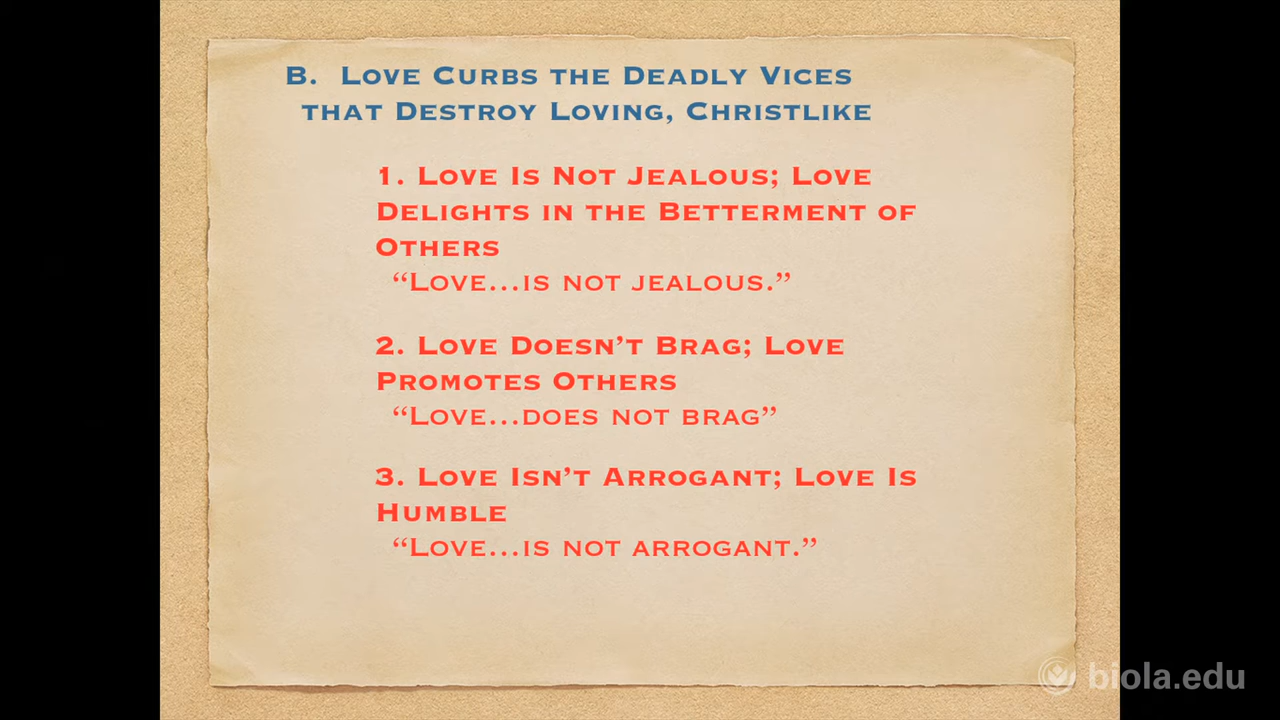 B. Love Curbs the Deadly Vices
that Destroy Loving, Christlike
1. Love Is Not Jealous; Love
Delights in the Betterment of
Others
“Love...is not jealous.”
2. Love Doesn’t Brag; Love
Promotes Others
“Love...does not brag”
3. Love Isn’t Arrogant; Love Is
Humble
“Love...is not arrogant.”
biola.edu